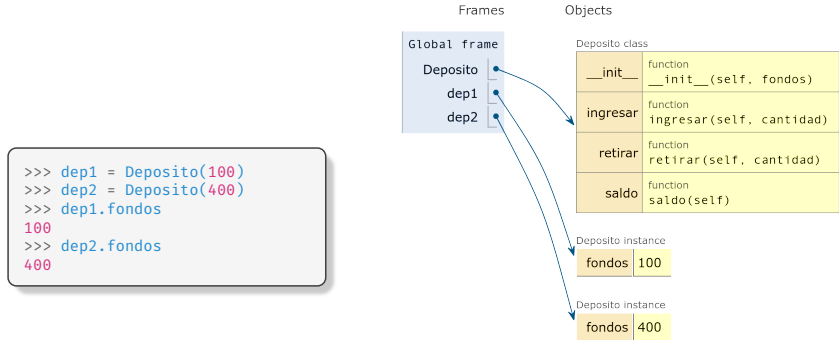 >>> dep1 = Deposito(100)
>>> dep2 = Deposito(400)
>>> dep1.fondos
100
>>> dep2.fondos
400
Frames
Objects
Global frame
Deposito
dep1
dep2
Deposito class
__init__
function
__init__(self, fondos)
ingresar
function
ingresar(self, cantidad)
retirar
function
retirar(self, cantidad)
saldo
function
saldo(self)
Deposito instance
fondos 100
Deposito instance
fondos 400